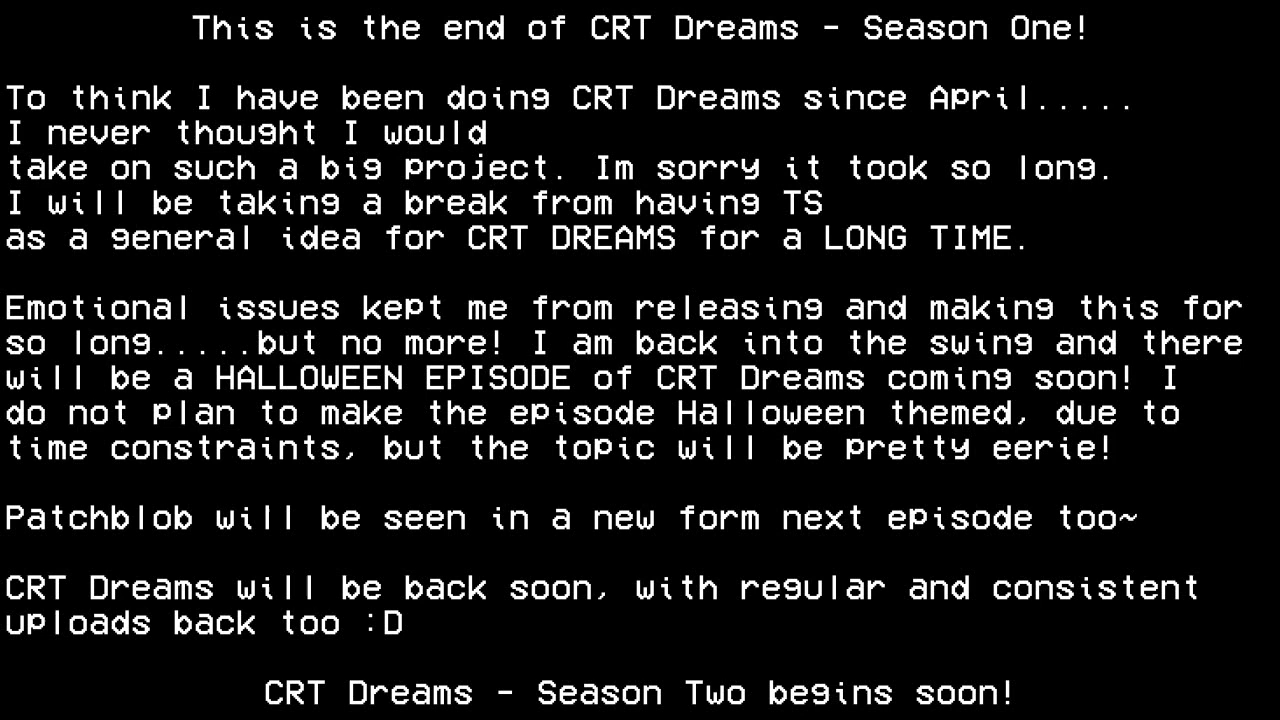 This is the end of CRT Dreams - Season One!
To think I have been doing CRT Dreams since April.....
I never thought I would
take on such a big project. Im sorry it took so long.
I will be taking a break from having TS
as a general idea for CRT DREAMS for a LONG TIME.
Emotional issues kept me from releasing and making this for
so long.....but no more! I am back into the swing and there
will be a HALLOWEEN EPISODE of CRT Dreams coming soon! I
do not plan to make the episode Halloween themed, due to
time constraints, but the topic will be pretty eerie!
Patchblob will be seen in a new form next episode too~
CRT Dreams will be back soon, with regular and consistent
uploads back too :D
CRT Dreams - Season Two begins soon!